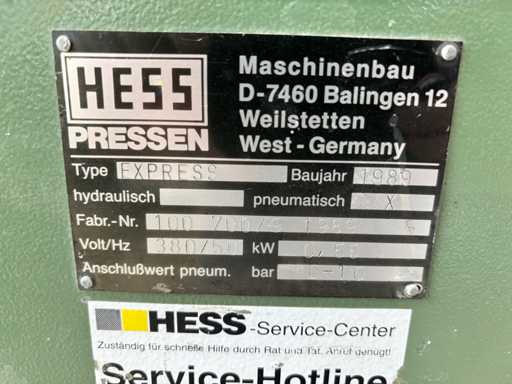 HESS
PRESSEN
Maschinenbau
D-7460 Balingen 12
Weilstetten
West - Germany
Type EXPRESS Baujahr 1989
hydraulisch pneumatisch X
Fabr.-Nr. 100
Volt/Hz 380/50 kW
Anschlußwert pneum. bar
HESS -Service-Center
Zuständig für schnelle Hilfe durch Rat und Tat. Anruf genügt!
Service-Hotline